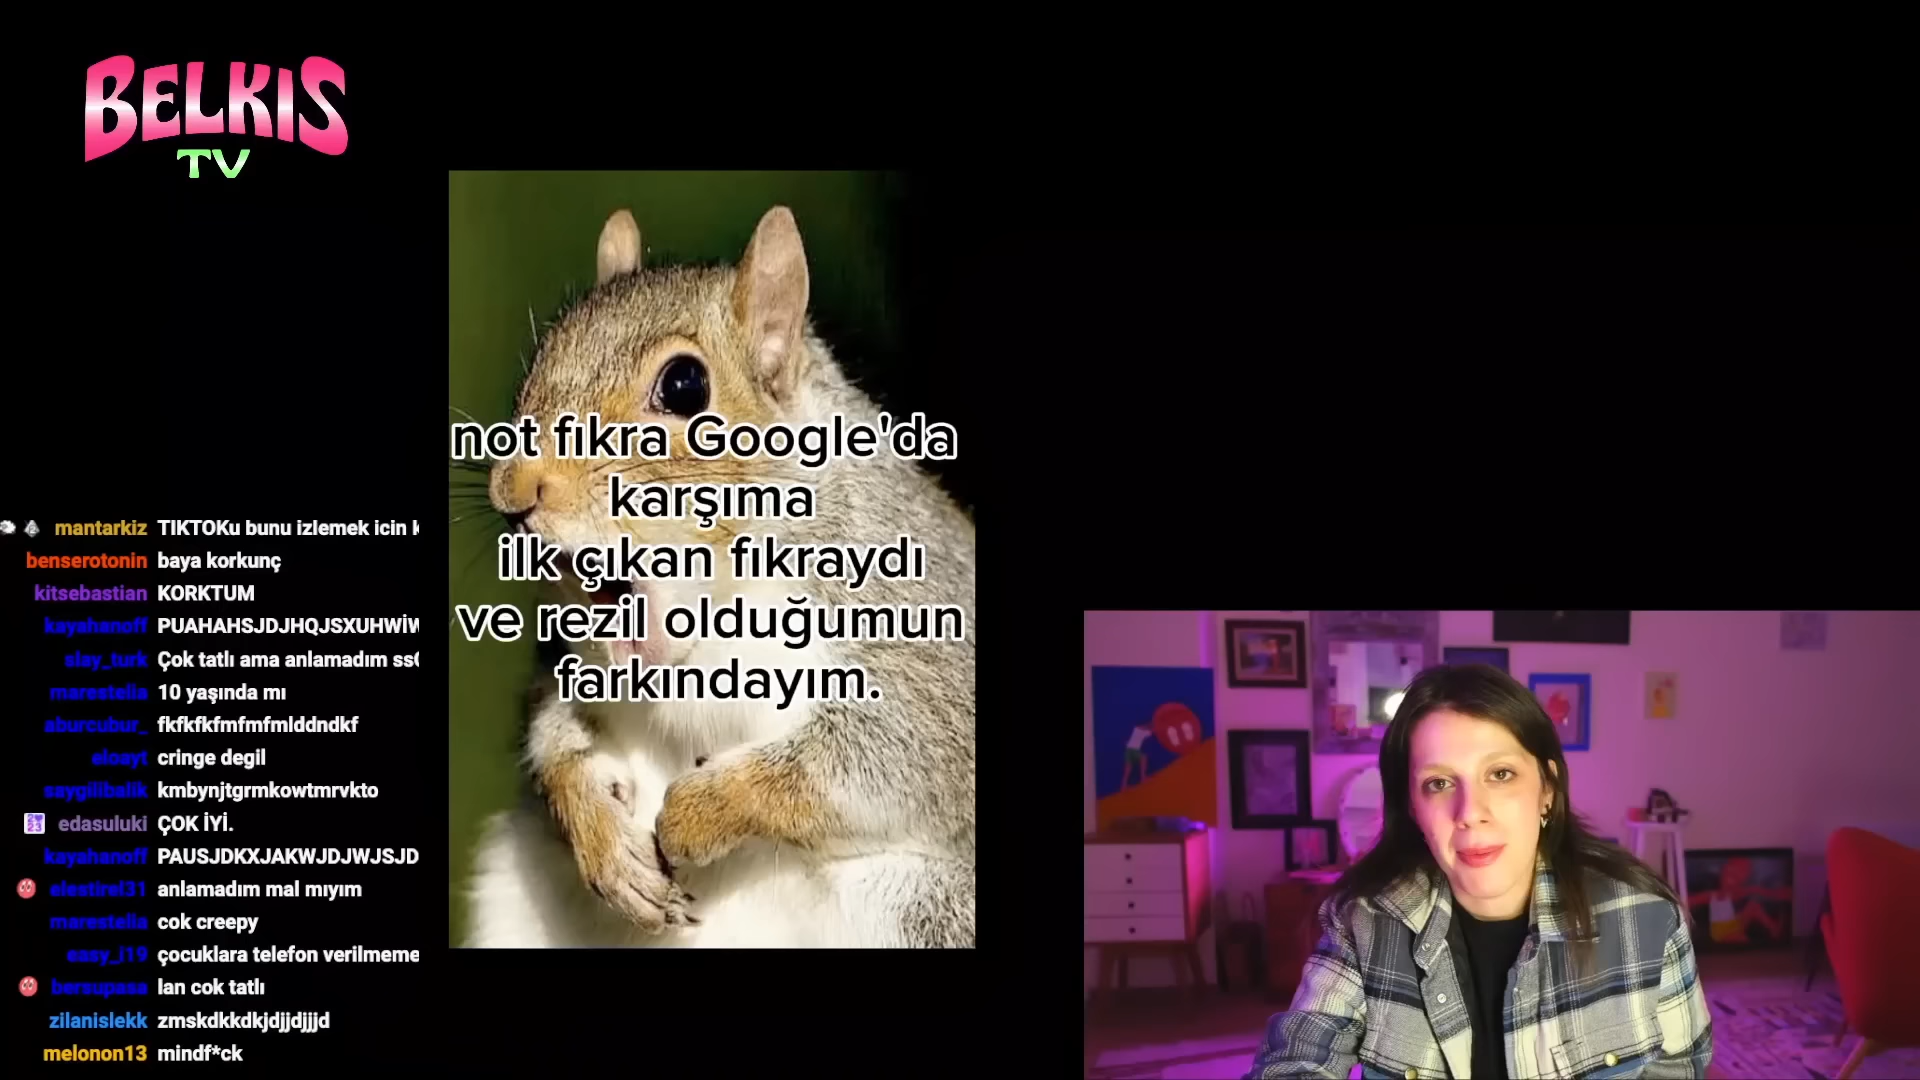 BELKIS
TV
not fıkra Google'da
karşıma
ilk çıkan fıkraydı
ve rezil olduğumun
farkındayım.
mantarkiz TIKTOKu bunu izlemek icin
benserotonin baya korkunç
kitsebastian KORKTUM
kayahanoff PUAHAHSJDJHQJSXUHWİW
slay_turk Çok tatlı ama anlamadım
marestelia 10 yaşında mı
aburcubur_ fkfkfkfmfmfmlddndkf
eloayt cringe degil
saygilibalik kmbynjtgrmkowtmrvkto
edasuluki ÇOK İYİ.
kayahanoff PAUSJDKXJAKWJDJWJSJD
elestirel31 anlamadım mal mıyım
marestelia cok creepy
easy_i19 çocuklara telefon verilmeme
bersupasa lan cok tatlı
zilanislekk zmskdkkdkjdjjdjjjd
melonon13 mindf*ck